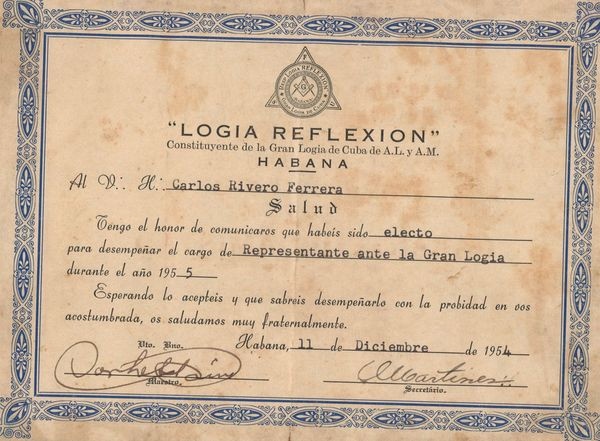 "LOGIA REFLEXION"
Constituyente de la Gran Logia de Cuba de A.L. y A.M.
HABANA
Al V∴ H∴ Carlos Rivero Ferrera
Salud
Tengo el honor de comunicaros que habéis sido electo
para desempeñar el cargo de Representante ante la Gran Logia
durante el año 1955
Esperando lo acepteis y que sabreis desempeñarlo con la probidad en vos
acostumbrada, os saludamos muy fraternalmente.
Vto. Bno. Habana, 11 de Diciembre de 1954
Maestro. Secretário.